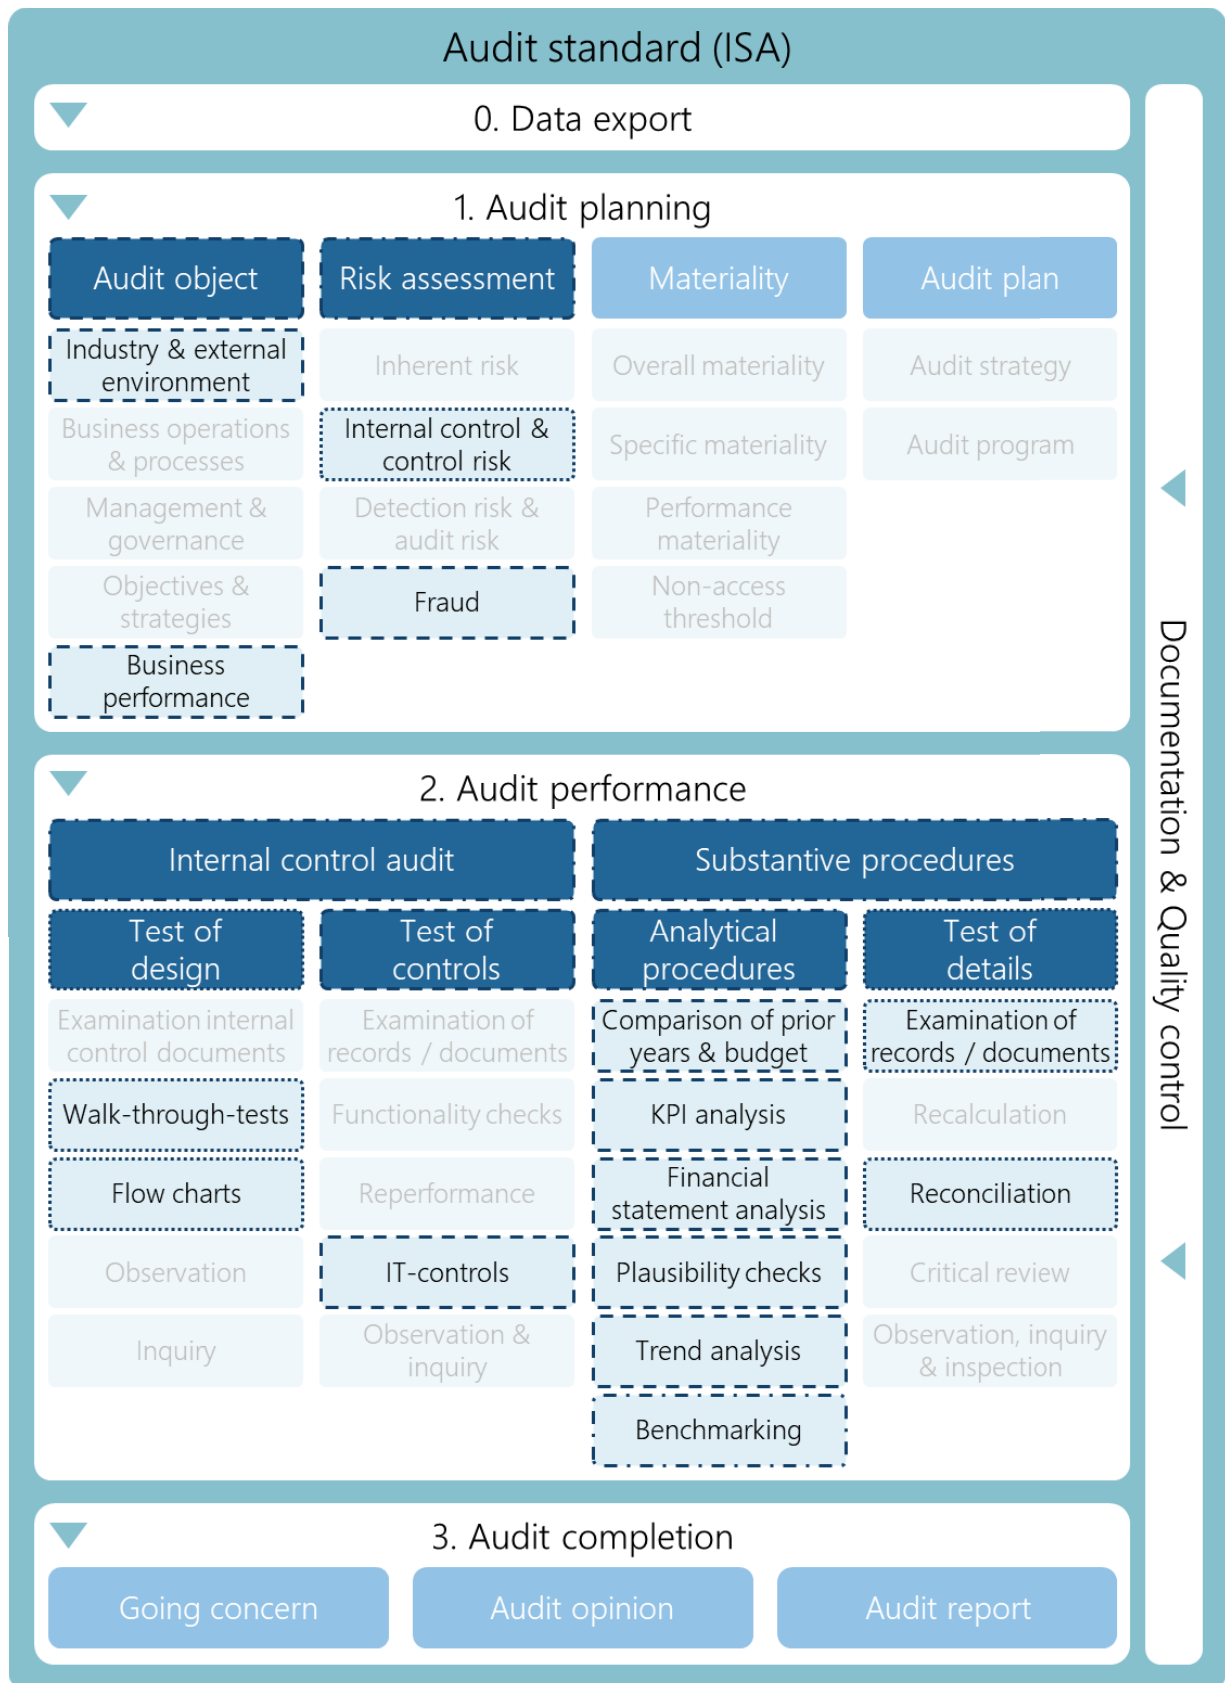 Audit standard (ISA)
0. Data export
1. Audit planning
Audit object
Risk assessment
Materiality
Audit plan
Industry & external
environment
Inherent risk
Overall materiality
Audit strategy
Business operations
& processes
Internal control &
control risk
Specific materiality
Audit program
Management &
governance
Detection risk &
audit risk
Performance
materiality
Objectives &
strategies
Fraud
Non-access
threshold
Business
performance
2. Audit performance
Internal control audit
Substantive procedures
Test of
design
Test of
controls
Analytical
procedures
Test of
details
Examination internal
control documents
Examination of
records / documents
Comparison of prior
years & budget
Examination of
records / documents
Walk-through-tests
Functionality checks
KPI analysis
Recalculation
Flow charts
Reperformance
Financial
statement analysis
Reconciliation
Observation
IT-controls
Plausibility checks
Critical review
Inquiry
Observation &
inquiry
Trend analysis
Observation, inquiry
& inspection
Benchmarking
3. Audit completion
Going concern
Audit opinion
Audit report
Documentation & Quality control